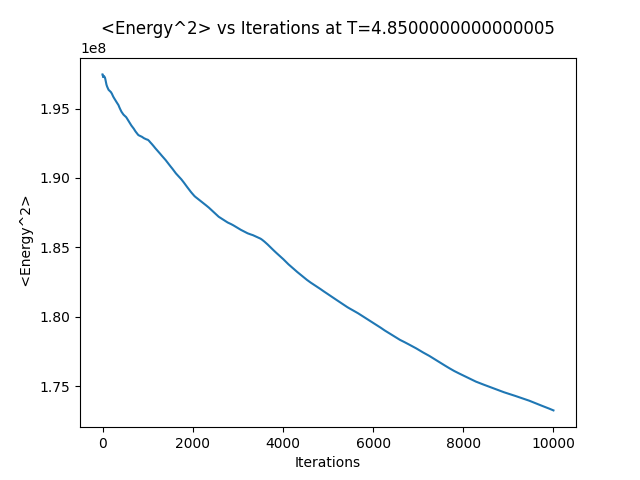 <Energy^2> vs Iterations at T=4.8500000000000005
1e8
1.95
1.90
1.85
1.80
1.75
<Energy^2>
0 2000 4000 6000 8000 10000
Iterations